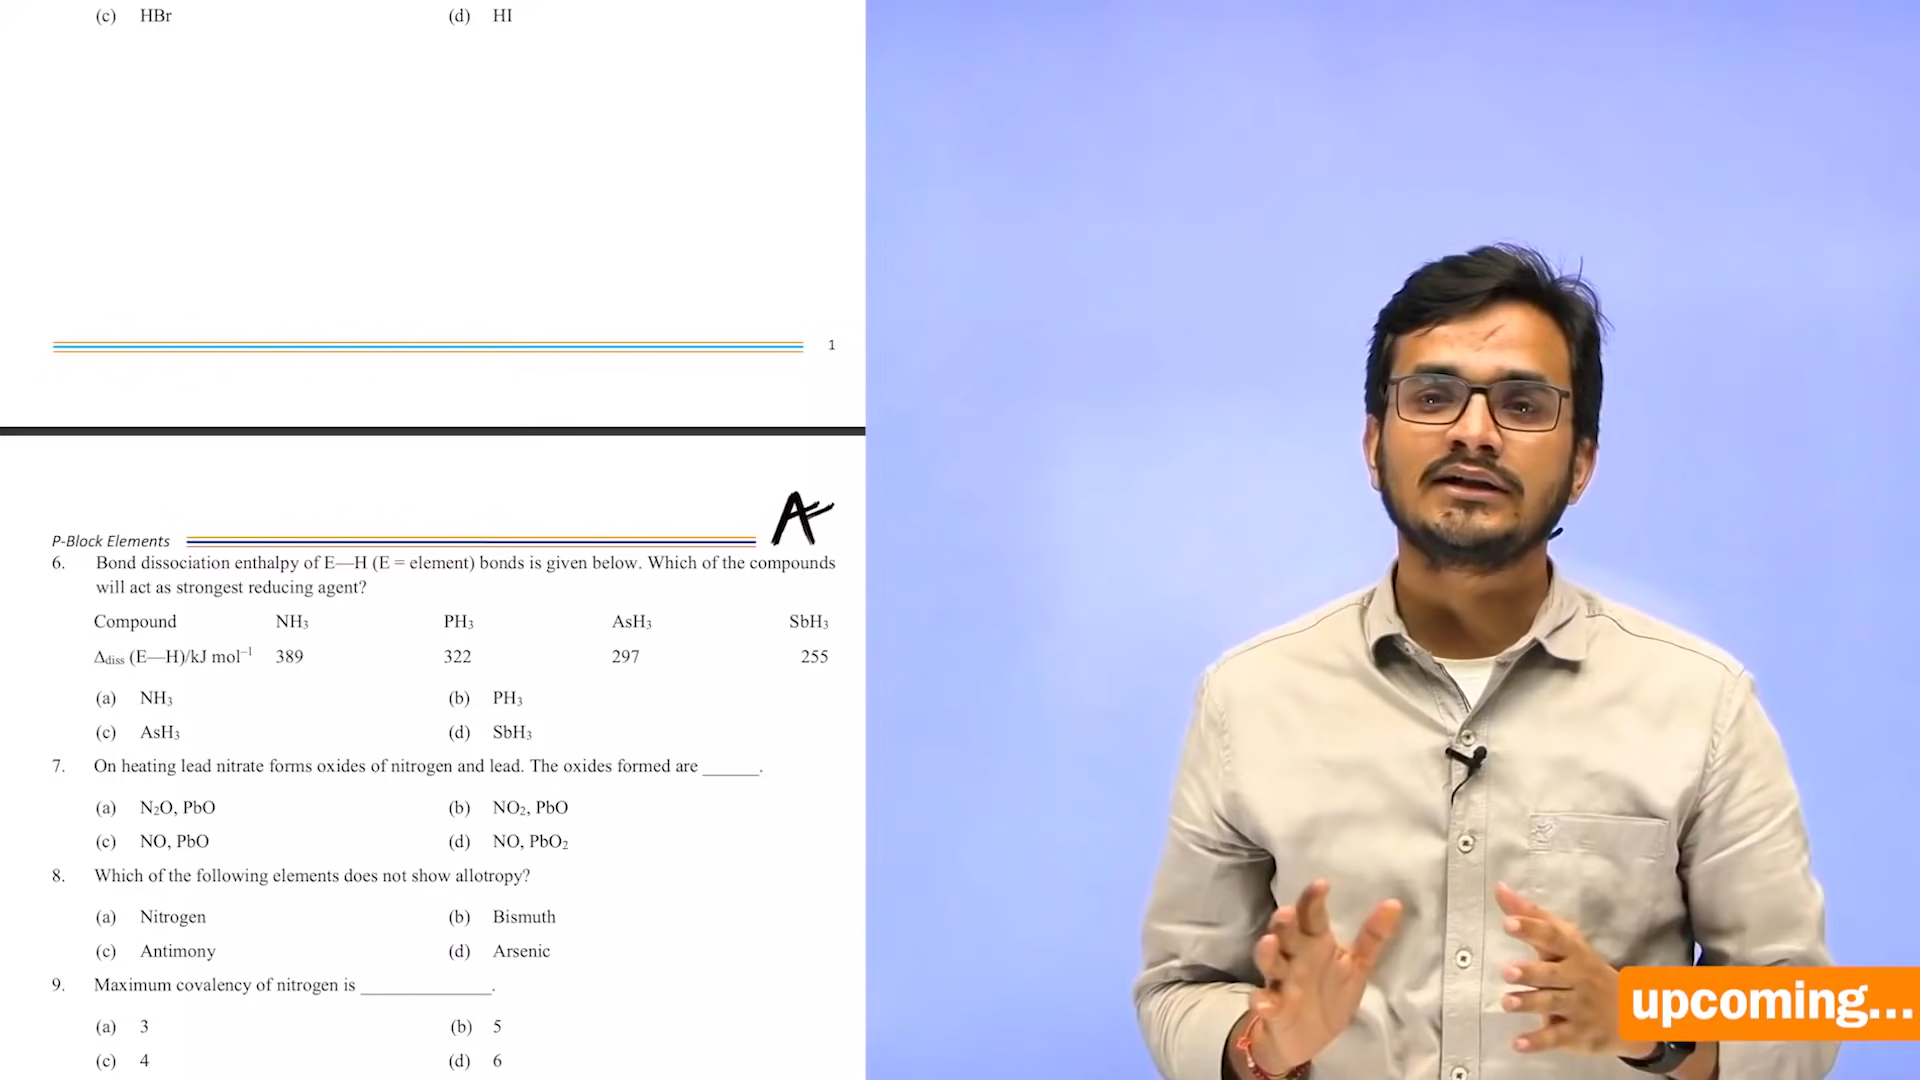 (c) HBr (d) HI
1
P-Block Elements
6. Bond dissociation enthalpy of E—H (E = element) bonds is given below. Which of the compounds
will act as strongest reducing agent?
Compound NH₃ PH₃ AsH₃ SbH₃
Δdiss (E—H)/kJ mol⁻¹ 389 322 297 255
(a) NH₃ (b) PH₃
(c) AsH₃ (d) SbH₃
7. On heating lead nitrate forms oxides of nitrogen and lead. The oxides formed are ______.
(a) N₂O, PbO (b) NO₂, PbO
(c) NO, PbO (d) NO, PbO₂
8. Which of the following elements does not show allotropy?
(a) Nitrogen (b) Bismuth
(c) Antimony (d) Arsenic
9. Maximum covalency of nitrogen is ______________.
(a) 3 (b) 5
(c) 4 (d) 6
upcoming...